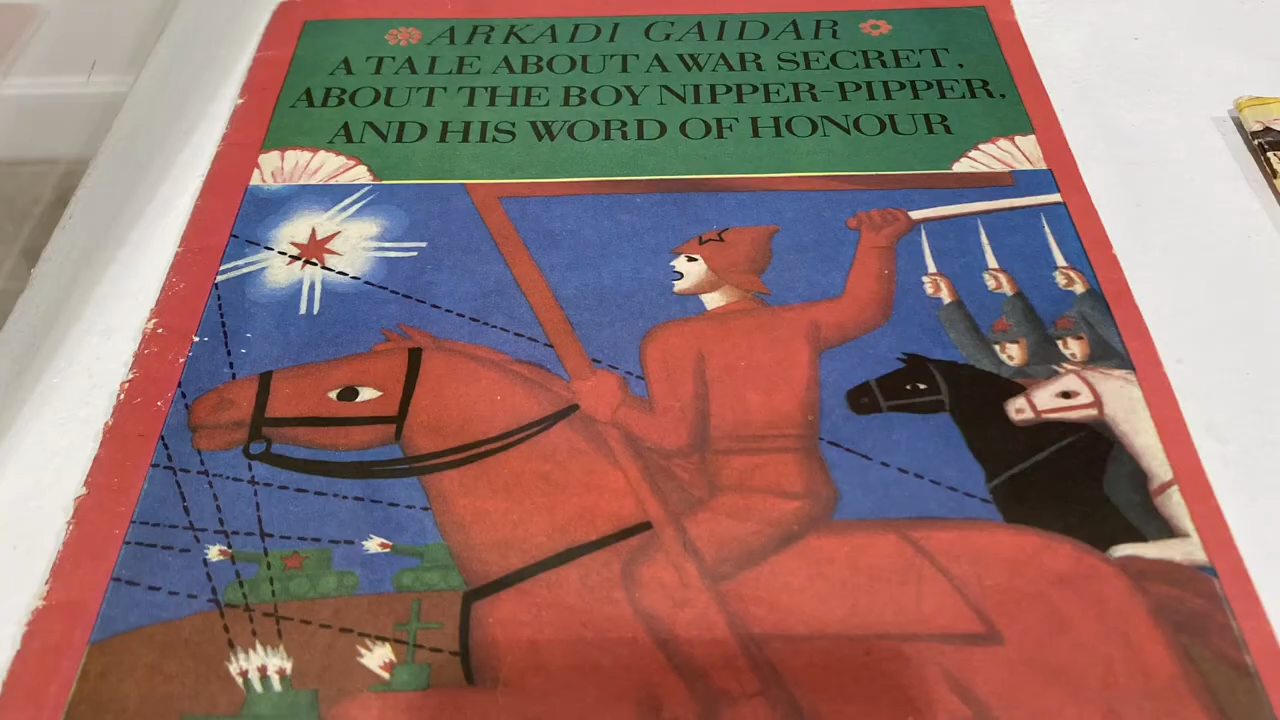 ARKADI GAIDAR
A TALE ABOUT A WAR SECRET,
ABOUT THE BOY NIPPER-PIPPER,
AND HIS WORD OF HONOUR